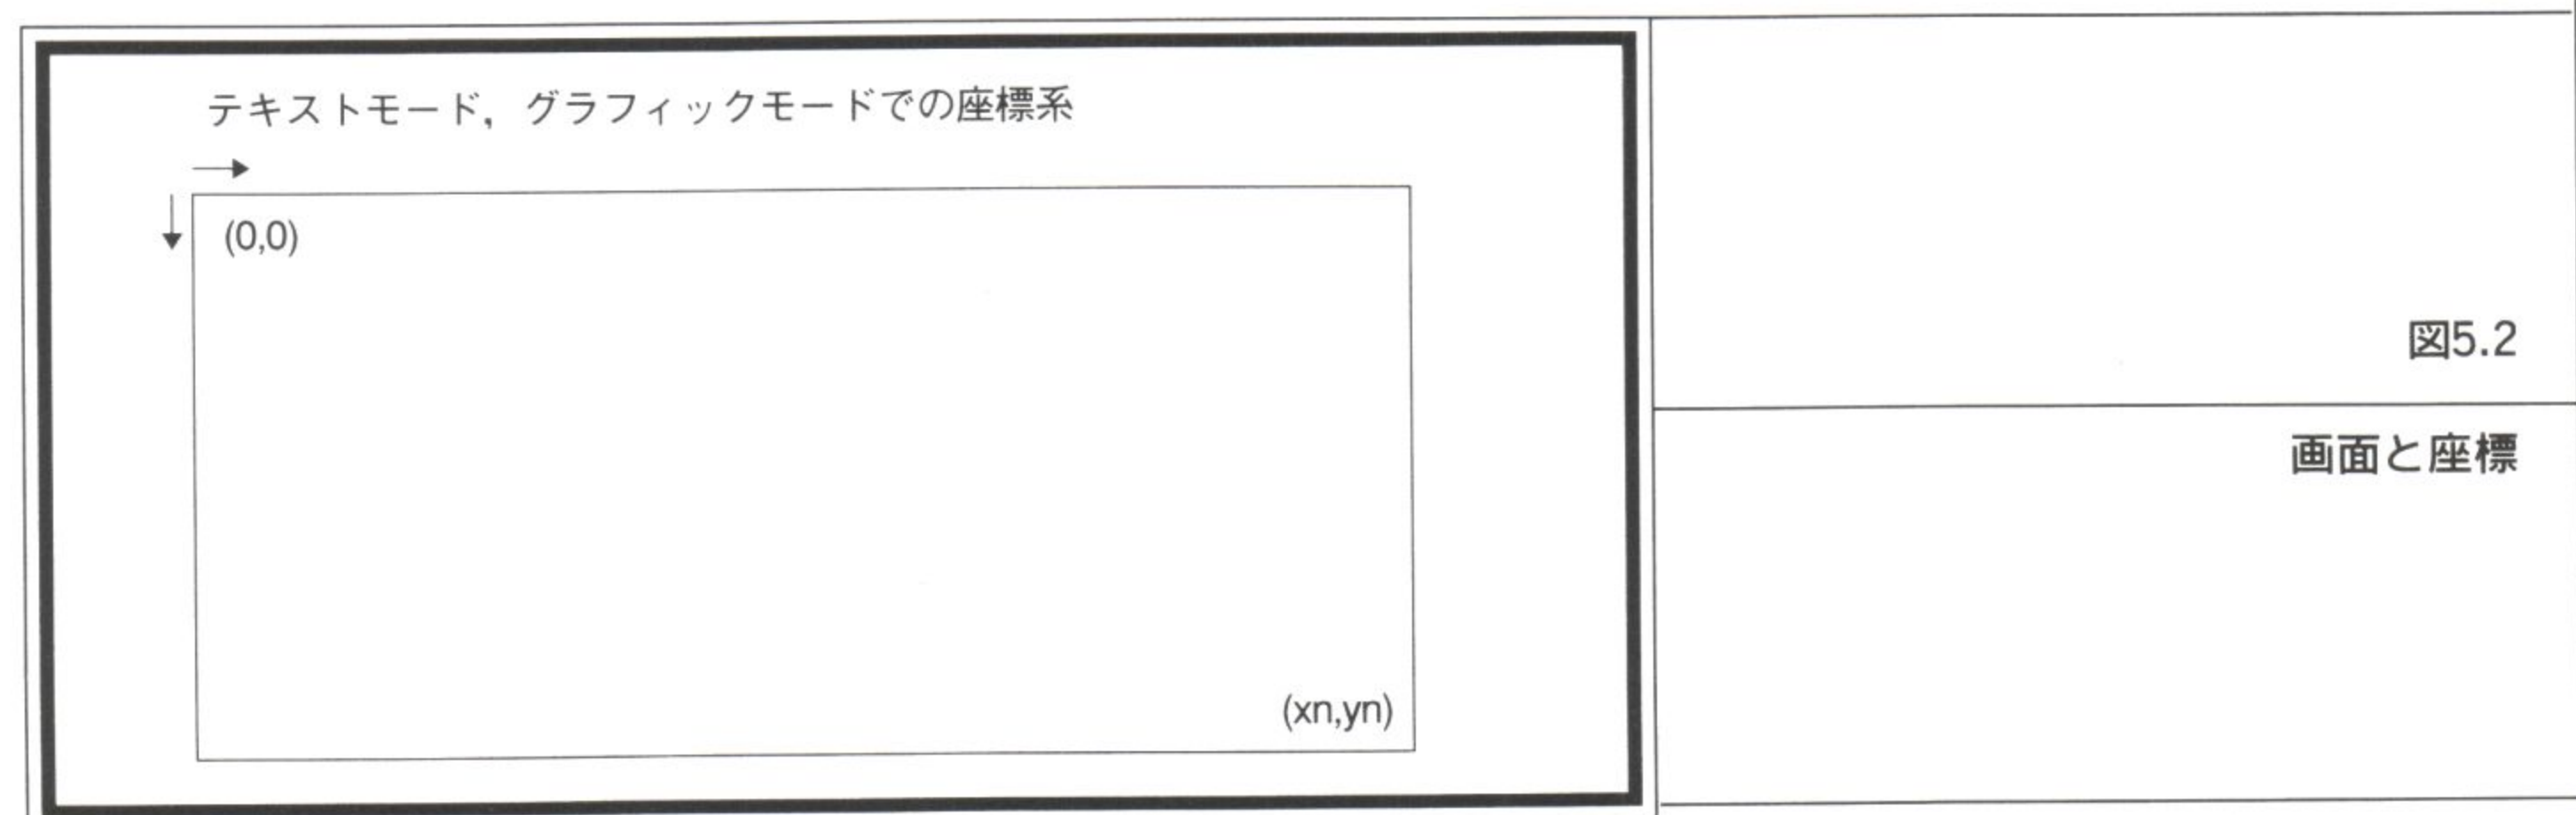 テキストモード，グラフィックモードでの座標系
(0,0)
(xn,yn)
図5.2
画面と座標